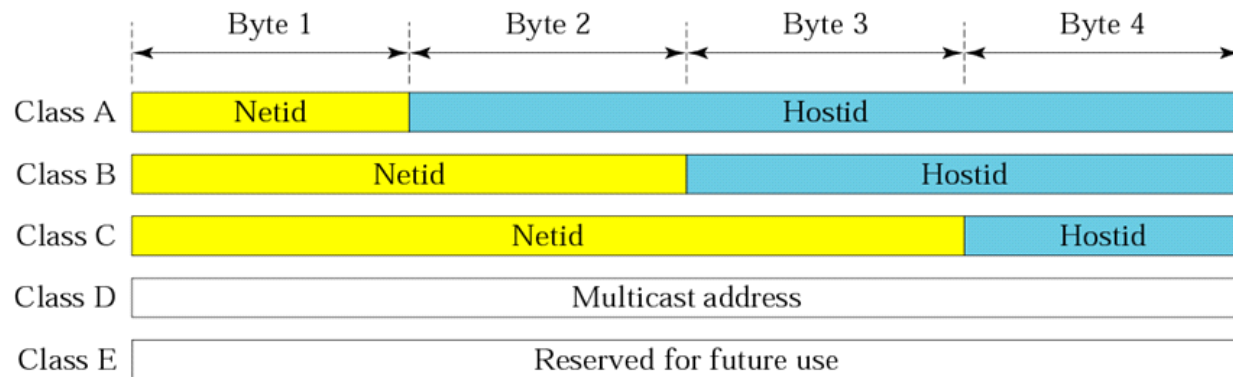 Byte 1 Byte 2 Byte 3 Byte 4
Class A Netid Hostid
Class B Netid Hostid
Class C Netid Hostid
Class D Multicast address
Class E Reserved for future use